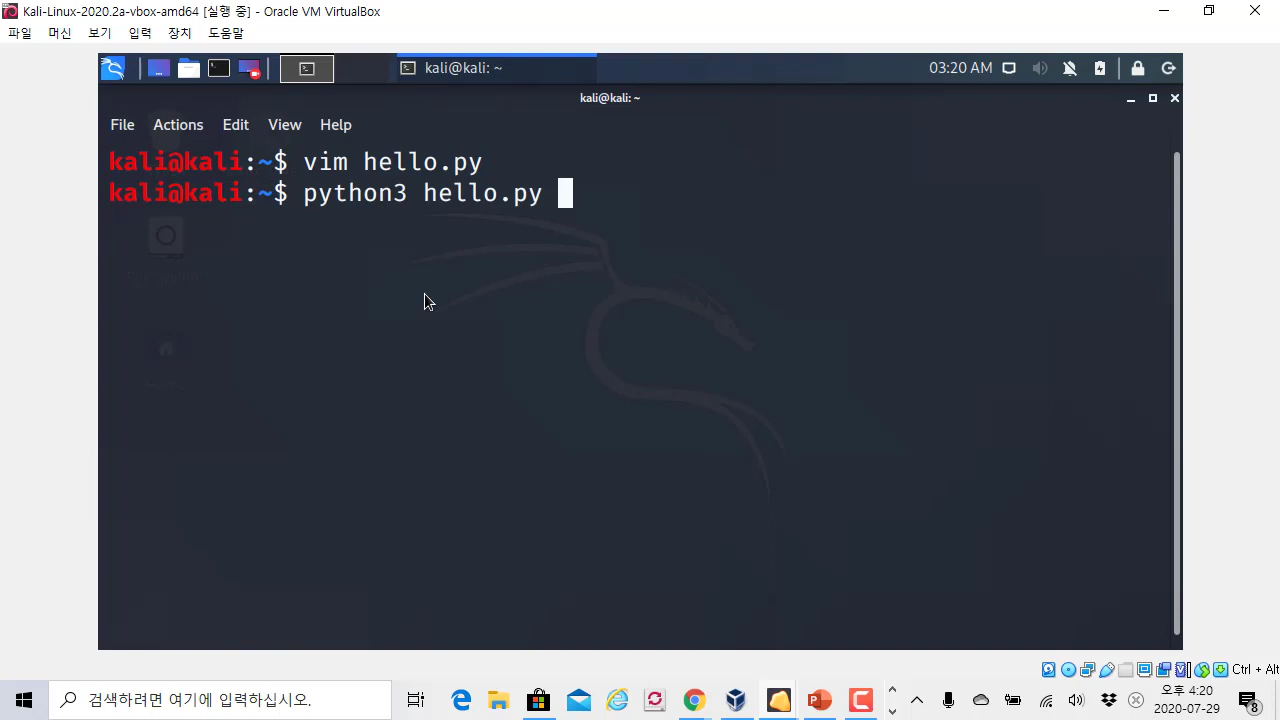 Kali-Linux-2020.2a-vbox-amd64 [실행 중] - Oracle VM VirtualBox
파일 머신 보기 입력 장치 도움말
kali@kali: ~ 03:20 AM
kali@kali: ~
File Actions Edit View Help
kali@kali:~$ vim hello.py
kali@kali:~$ python3 hello.py
Ctrl + Alt
검색하려면 여기에 입력하십시오.
오후 4:20
2020-07-29
8